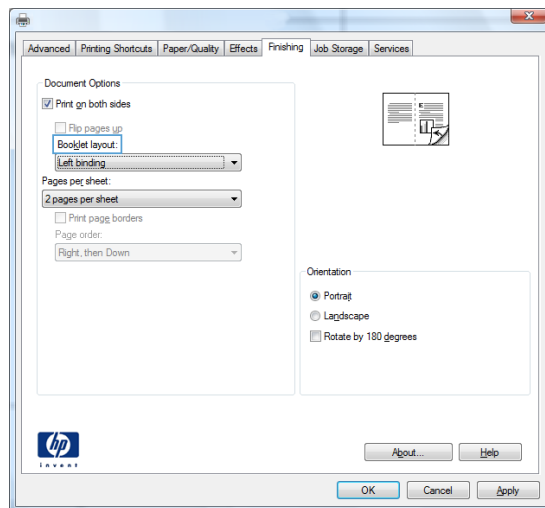 Advanced Printing Shortcuts Paper/Quality Effects Finishing Job Storage Services
Document Options
Print on both sides
Flip pages up
Booklet layout:
Left binding
Pages per sheet:
2 pages per sheet
Print page borders
Page order:
Right, then Down
Orientation
Portrait
Landscape
Rotate by 180 degrees
hp
invent
About... Help
OK Cancel Apply